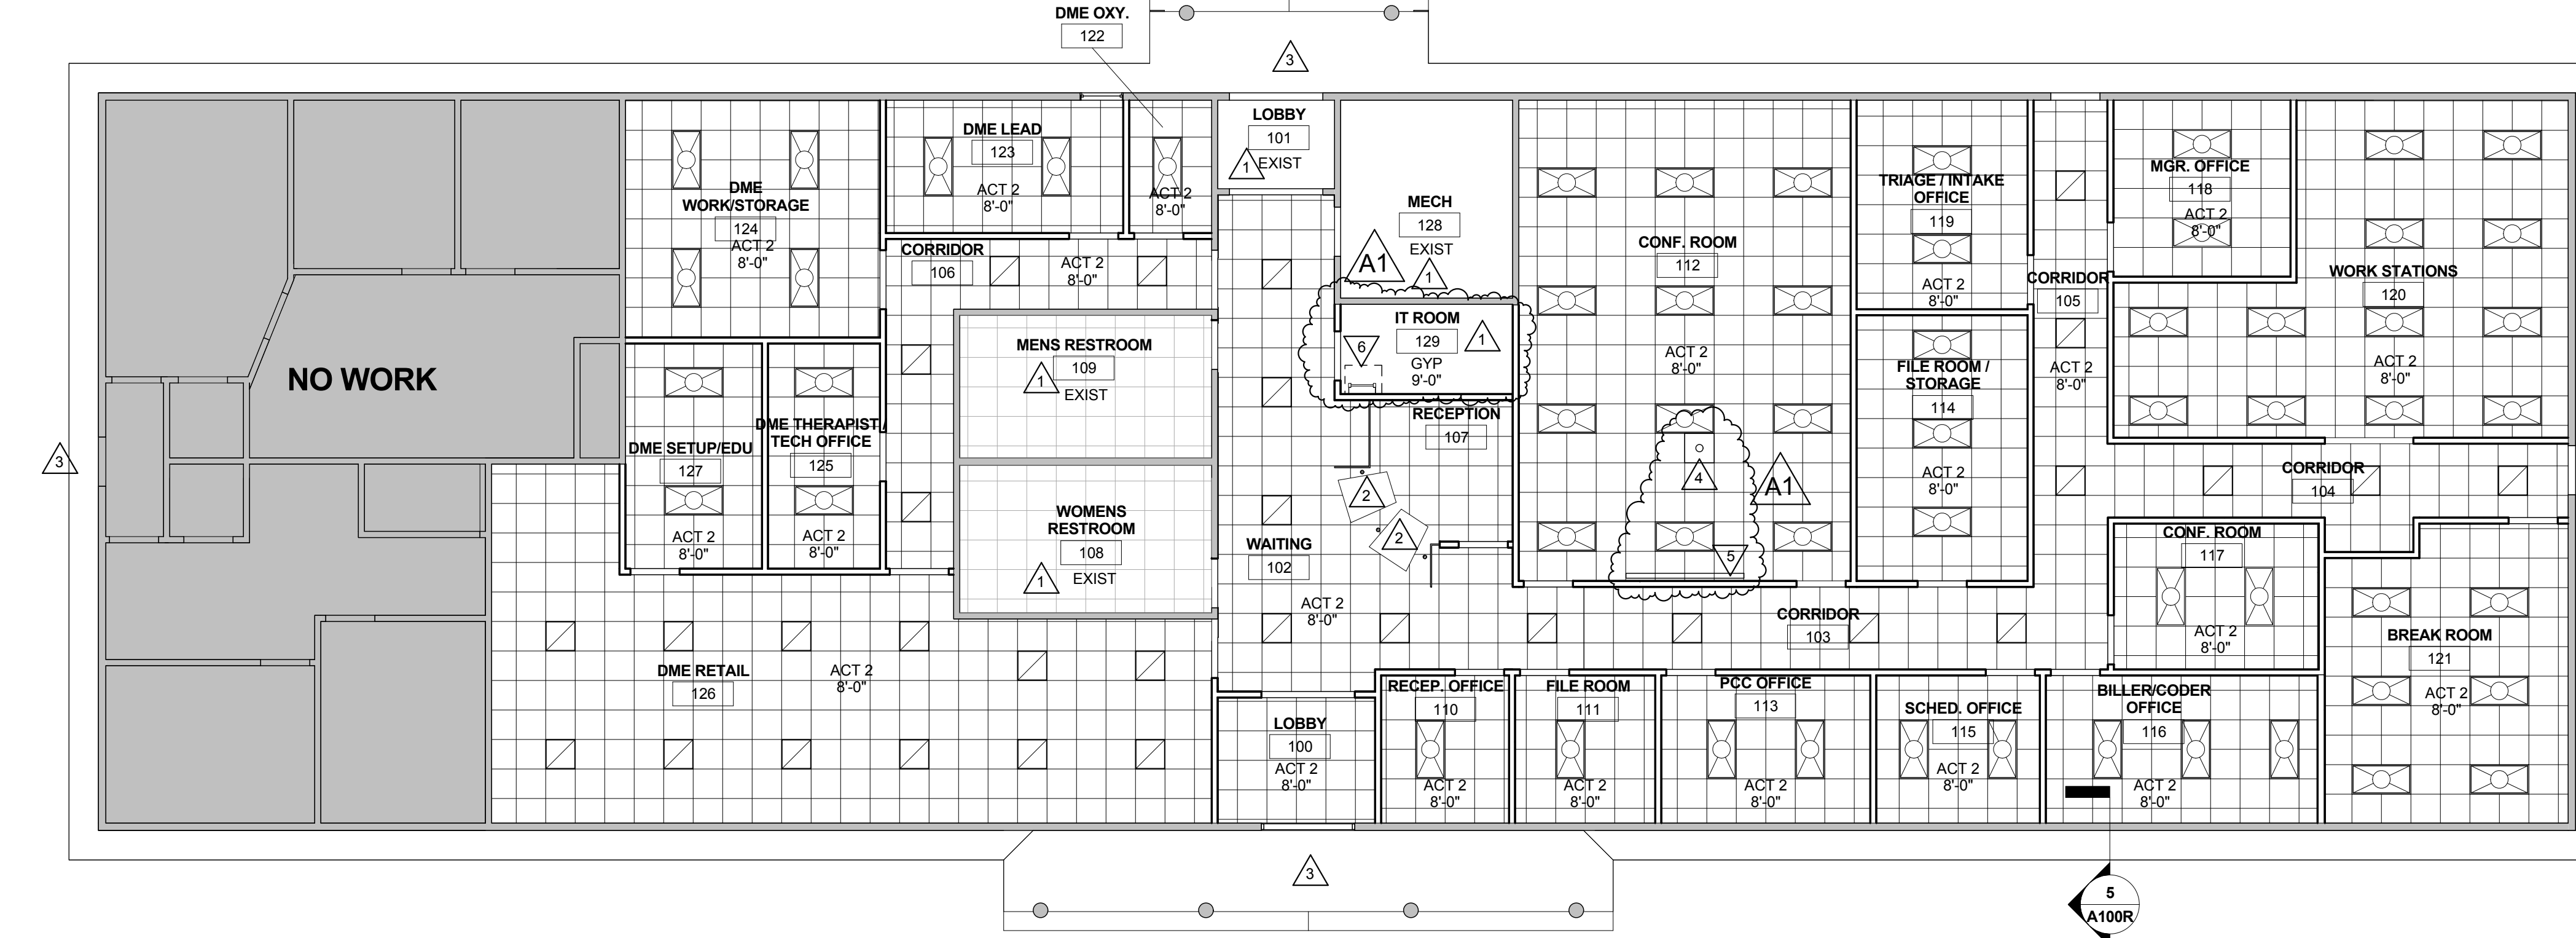 DME OXY.
122
3
LOBBY
101
1
EXIST
DME LEAD
123
ACT 2
8'-0"
ACT 2
8'-0"
DME
WORK/STORAGE
124
ACT 2
8'-0"
MECH
128
EXIST
A1
1
CONF. ROOM
112
ACT 2
8'-0"
TRIAGE / INTAKE
OFFICE
119
ACT 2
8'-0"
MGR. OFFICE
118
ACT 2
8'-0"
WORK STATIONS
120
ACT 2
8'-0"
CORRIDOR
106
ACT 2
8'-0"
CORRIDOR
105
ACT 2
8'-0"
IT ROOM
129
GYP
9'-0"
6
1
MENS RESTROOM
109
1
EXIST
NO WORK
3
FILE ROOM /
STORAGE
114
ACT 2
8'-0"
RECEPTION
107
2
2
DME SETUP/EDU
127
ACT 2
8'-0"
DME THERAPIST /
TECH OFFICE
125
ACT 2
8'-0"
4
A1
5
CORRIDOR
104
WOMENS
RESTROOM
108
1
EXIST
WAITING
102
ACT 2
8'-0"
CONF. ROOM
117
ACT 2
8'-0"
CORRIDOR
103
BREAK ROOM
121
ACT 2
8'-0"
DME RETAIL
126
ACT 2
8'-0"
LOBBY
100
ACT 2
8'-0"
RECEP. OFFICE
110
ACT 2
8'-0"
FILE ROOM
111
ACT 2
8'-0"
PCC OFFICE
113
ACT 2
8'-0"
SCHED. OFFICE
115
ACT 2
8'-0"
BILLER/CODER
OFFICE
116
ACT 2
8'-0"
3
5
A100R